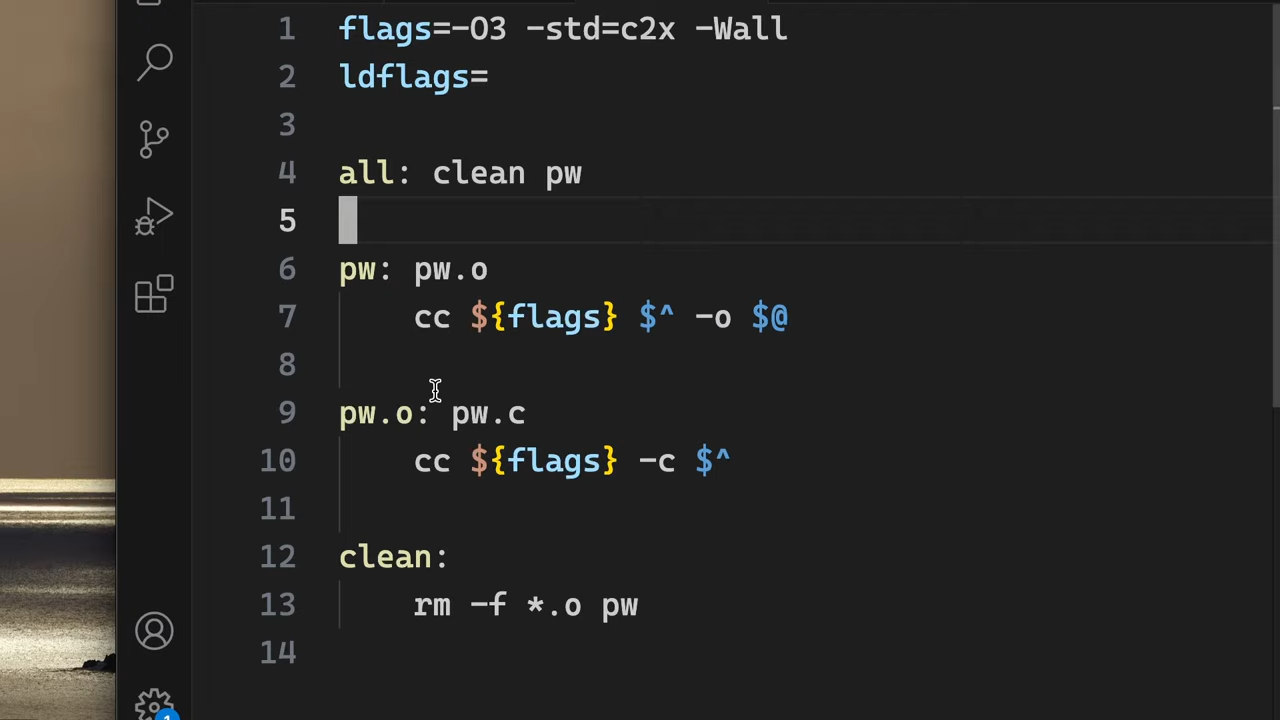 1 flags=-O3 -std=c2x -Wall
2 ldflags=
3
4 all: clean pw
5
6 pw: pw.o
7 cc ${flags} $^ -o $@
8
9 pw.o: pw.c
10 cc ${flags} -c $^
11
12 clean:
13 rm -f *.o pw
14
1